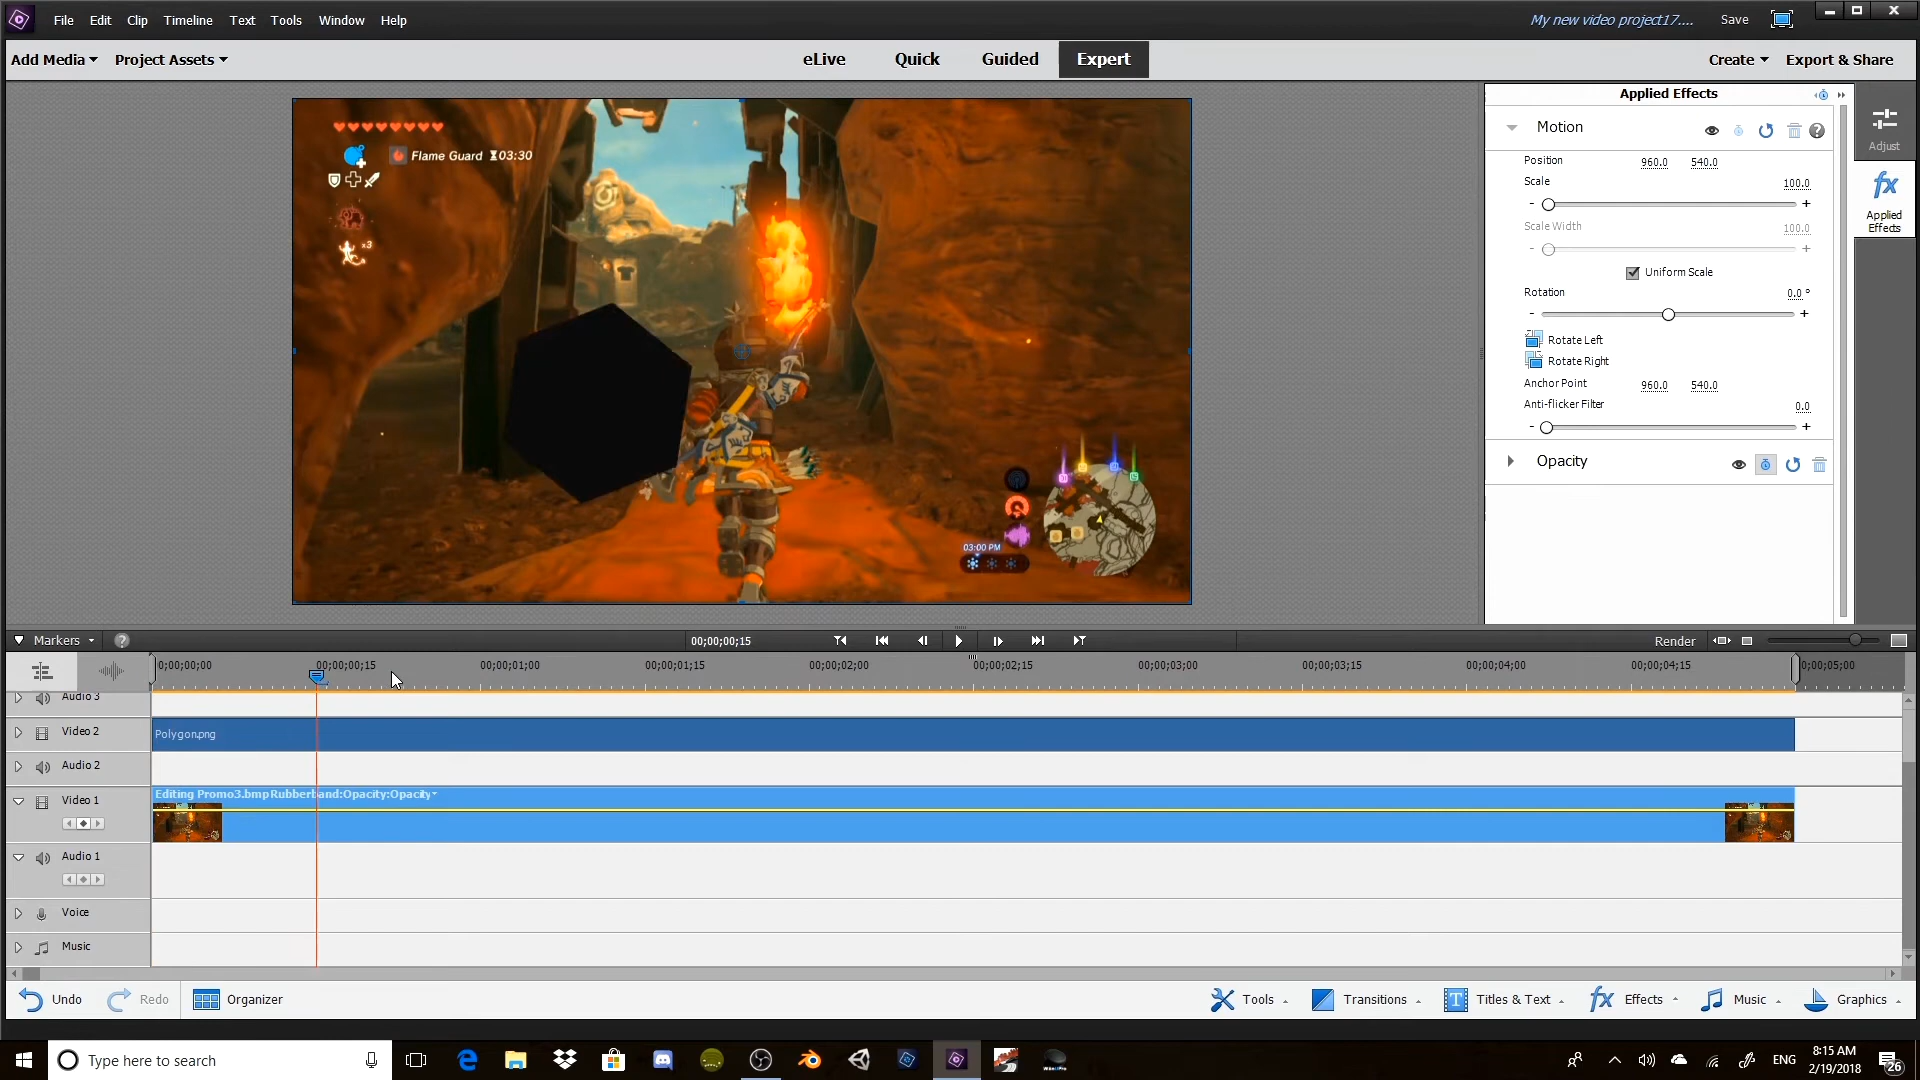 File Edit Clip Timeline Text Tools Window Help
My new video project17.... Save
Add Media Project Assets
eLive Quick Guided Expert
Create Export & Share
Applied Effects
Motion
Position 960.0 540.0
Scale 100.0
- +
Scale Width 100.0
- +
Uniform Scale
Rotation 0.0 °
- +
Rotate Left
Rotate Right
Anchor Point 960.0 540.0
Anti-flicker Filter 0.0
- +
Opacity
Adjust
fx
Applied
Effects
Flame Guard 03:30
x3
03:00 PM
Markers 00;00;00;15 Render
0;00;00;00 00;00;00;15 00;00;01;00 00;00;01;15 00;00;02;00 00;00;02;15 00;00;03;00 00;00;03;15 00;00;04;00 00;00;04;15 0;00;05;00
Audio 3
Video 2 Polygon.png
Audio 2
Video 1 Editing Promo3.bmp Rubberband:Opacity:Opacity
Audio 1
Voice
Music
Undo Redo Organizer
Tools Transitions T Titles & Text fx Effects Music Graphics
Type here to search
ENG 8:15 AM
2/19/2018 26